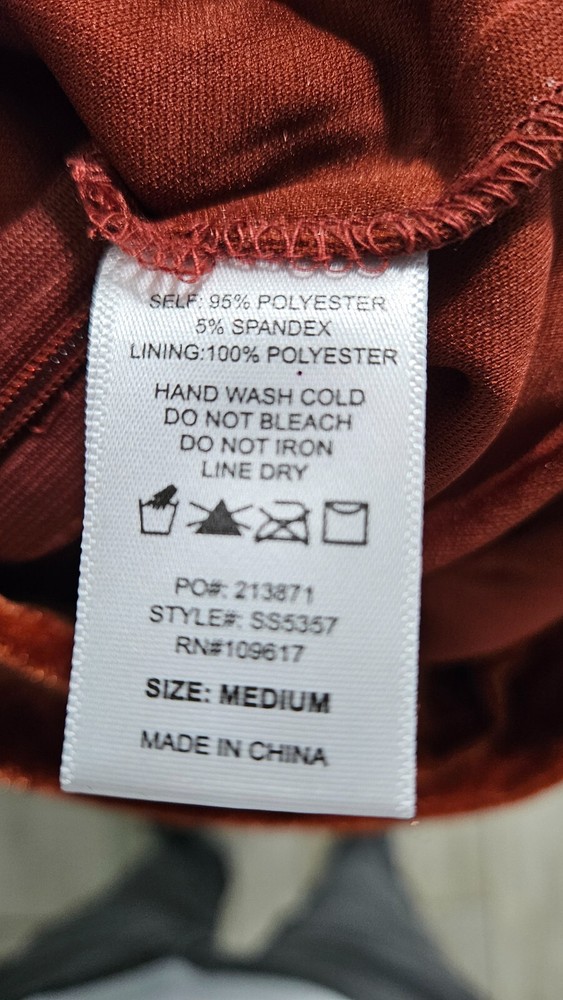 SELF: 95% POLYESTER
5% SPANDEX
LINING:100% POLYESTER
HAND WASH COLD
DO NOT BLEACH
DO NOT IRON
LINE DRY
PO#: 213871
STYLE#: SS5357
RN#109617
SIZE: MEDIUM
MADE IN CHINA